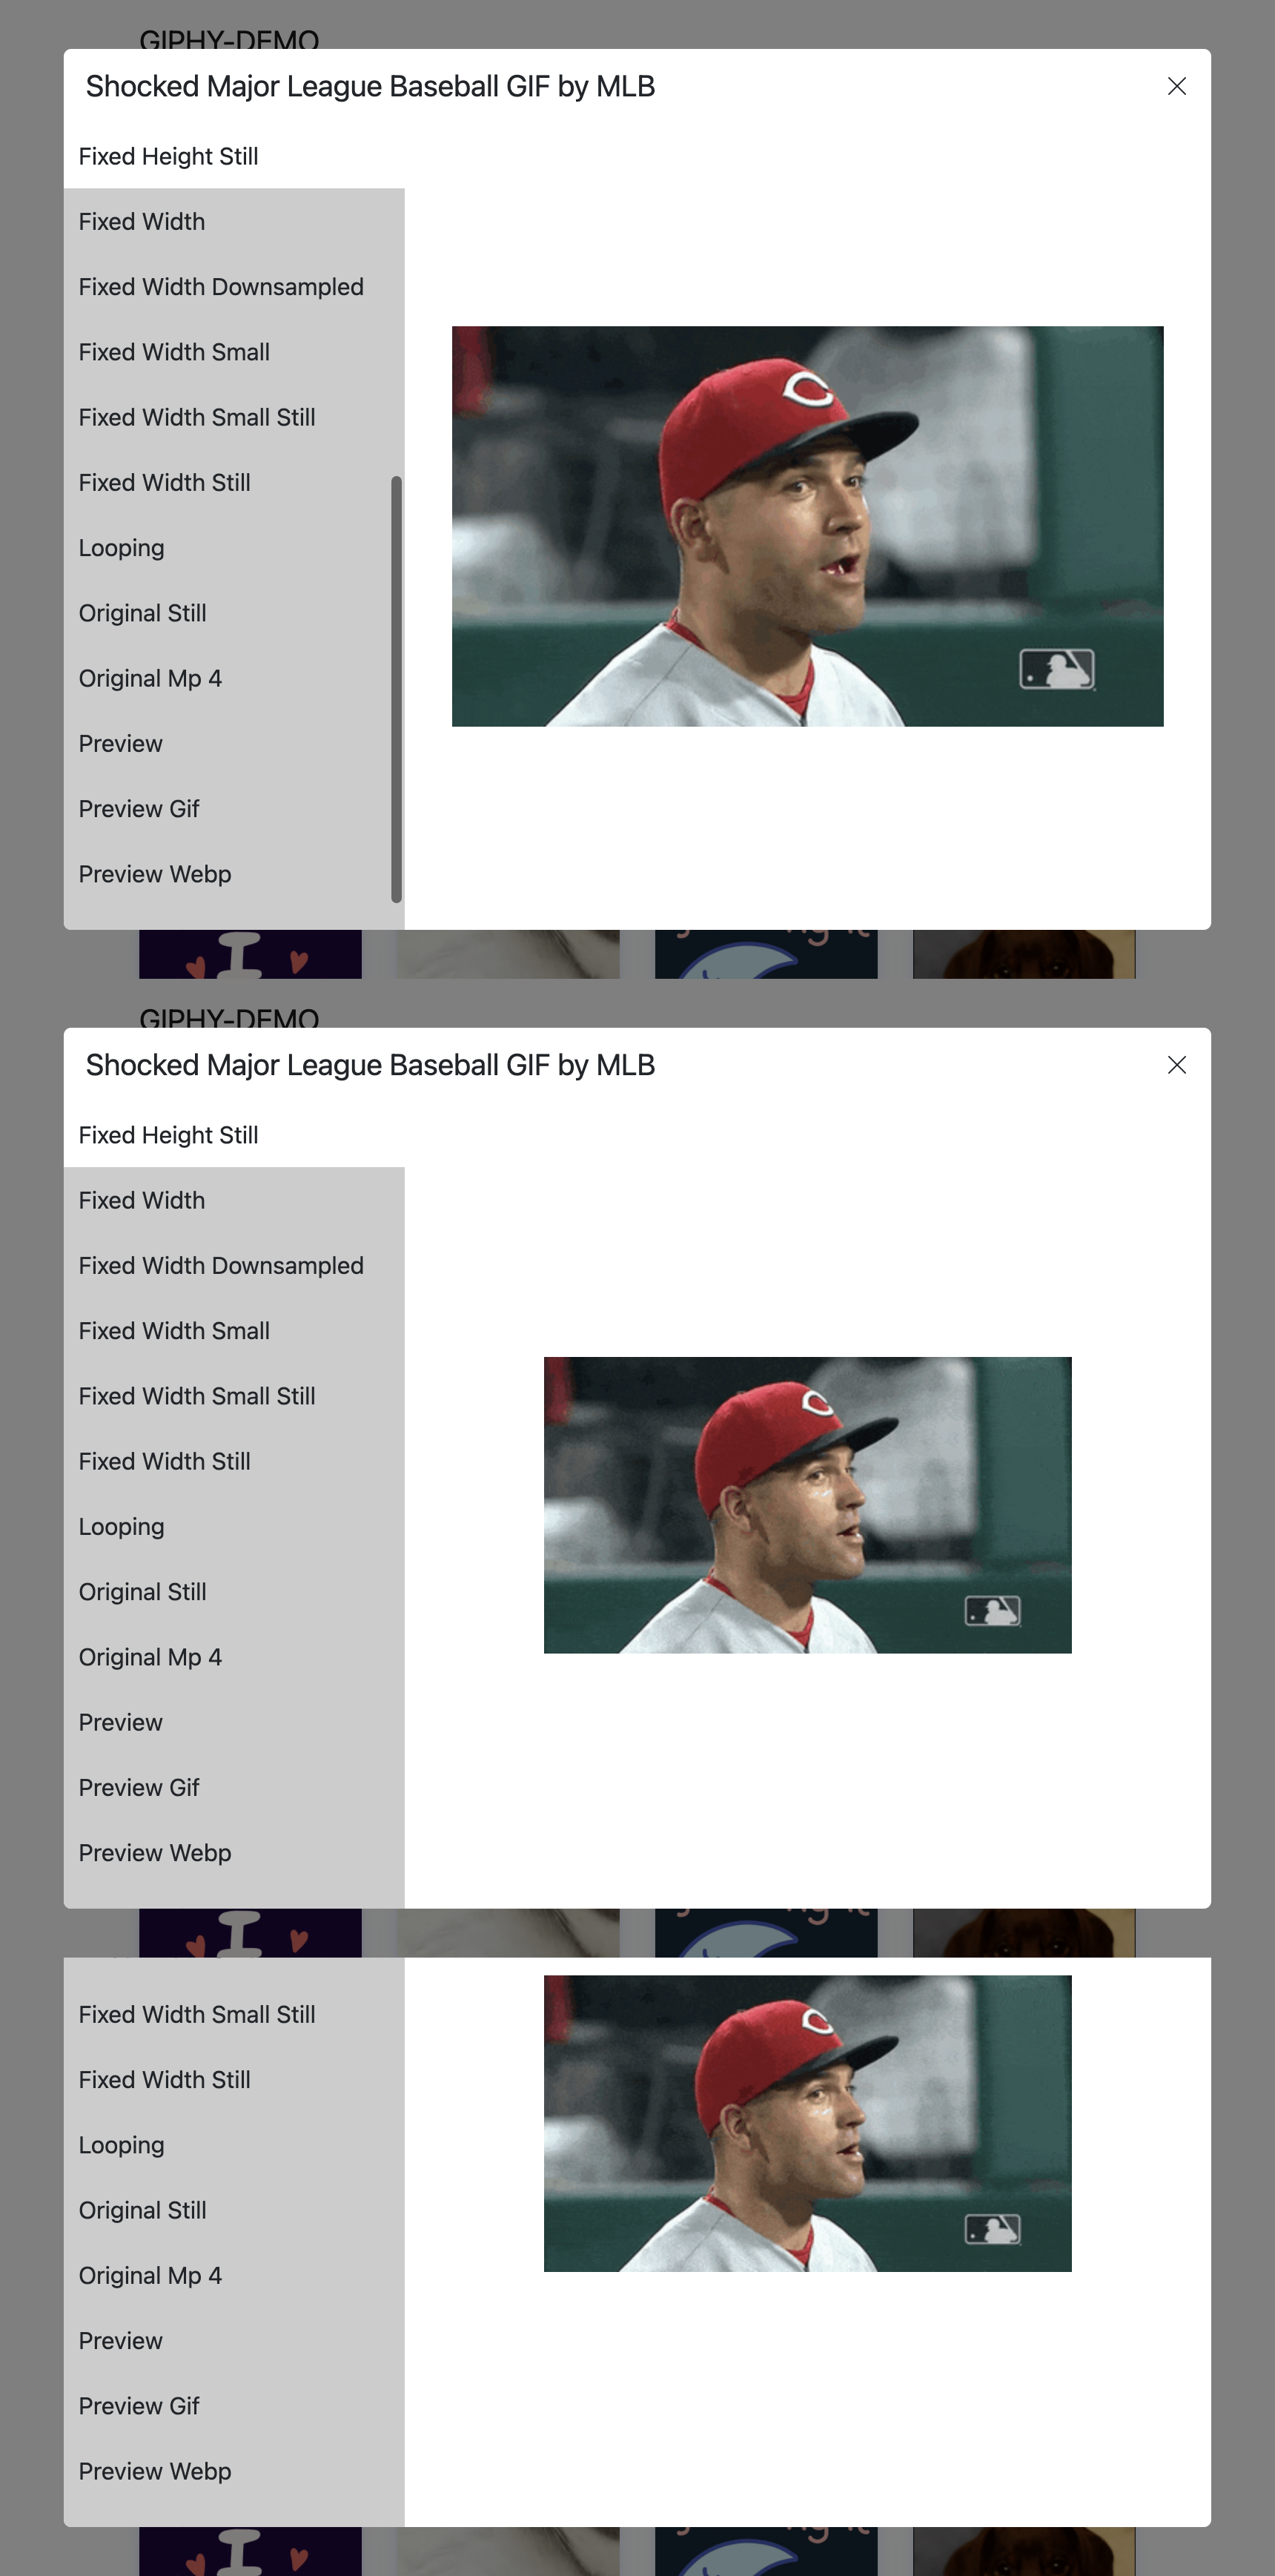 GIPHY-DEMO
Shocked Major League Baseball GIF by MLB
Fixed Height Still
Fixed Width
Fixed Width Downsampled
Fixed Width Small
Fixed Width Small Still
Fixed Width Still
Looping
Original Still
Original Mp 4
Preview
Preview Gif
Preview Webp
I
GIPHY-DEMO
Shocked Major League Baseball GIF by MLB
Fixed Height Still
Fixed Width
Fixed Width Downsampled
Fixed Width Small
Fixed Width Small Still
Fixed Width Still
Looping
Original Still
Original Mp 4
Preview
Preview Gif
Preview Webp
I
Fixed Width Small Still
Fixed Width Still
Looping
Original Still
Original Mp 4
Preview
Preview Gif
Preview Webp
I